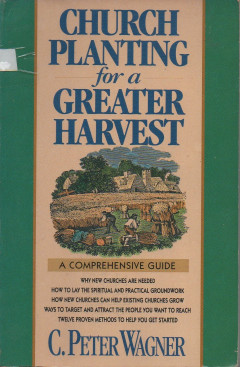 CHURCH
PLANTING
for a
GREATER
HARVEST
A COMPREHENSIVE GUIDE
WHY NEW CHURCHES ARE NEEDED
HOW TO LAY THE SPIRITUAL AND PRACTICAL GROUNDWORK
HOW NEW CHURCHES CAN HELP EXISTING CHURCHES GROW
WAYS TO TARGET AND ATTRACT THE PEOPLE YOU WANT TO REACH
TWELVE PROVEN METHODS TO HELP YOU GET STARTED
C. PETER WAGNER